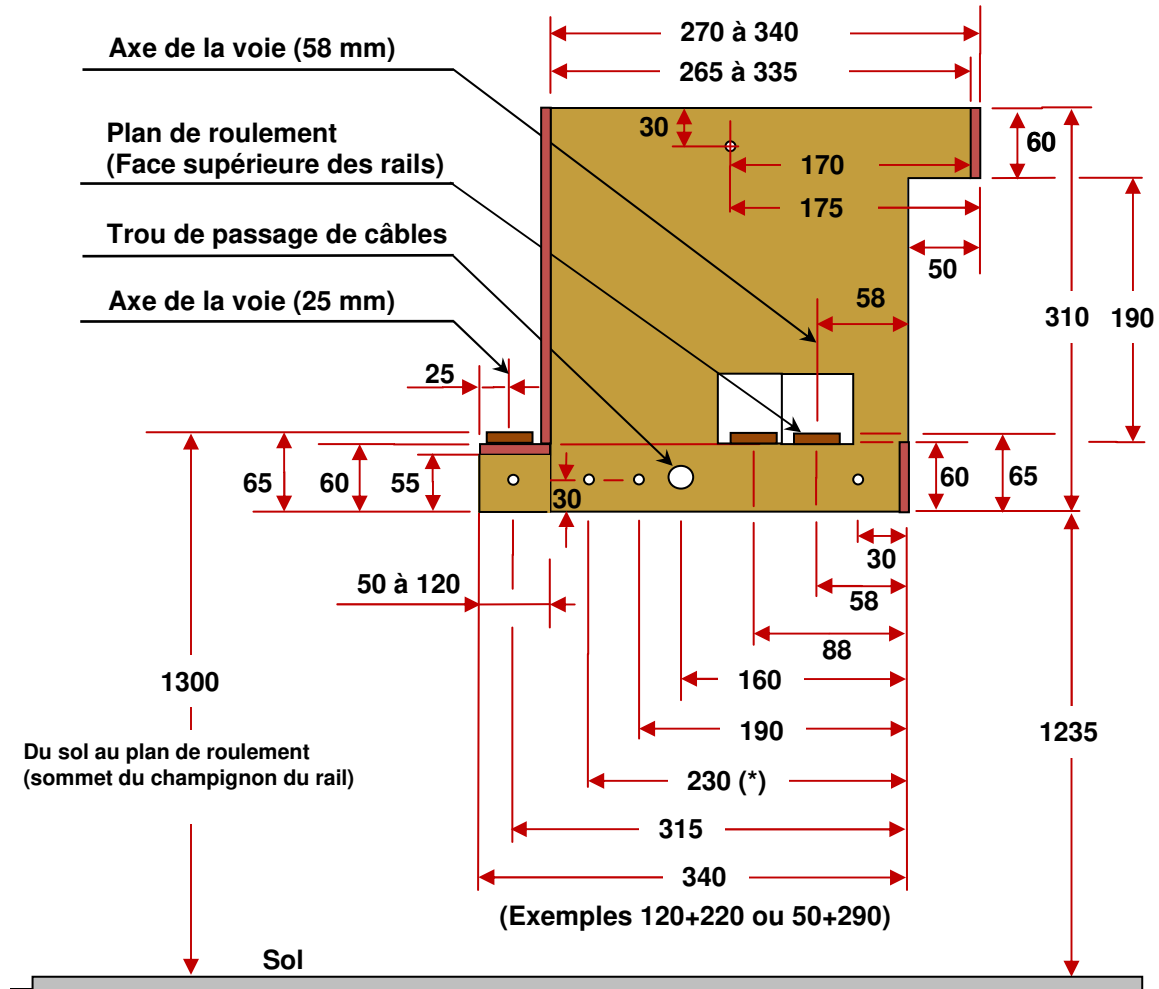 270 à 340
Axe de la voie (58 mm)
265 à 335
30
60
Plan de roulement
(Face supérieure des rails)
170
175
Trou de passage de câbles
50
Axe de la voie (25 mm)
58
310
190
25
65
60
55
30
60
65
30
50 à 120
58
88
1300
160
190
1235
Du sol au plan de roulement
(sommet du champignon du rail)
230 (*)
315
340
(Exemples 120+220 ou 50+290)
Sol